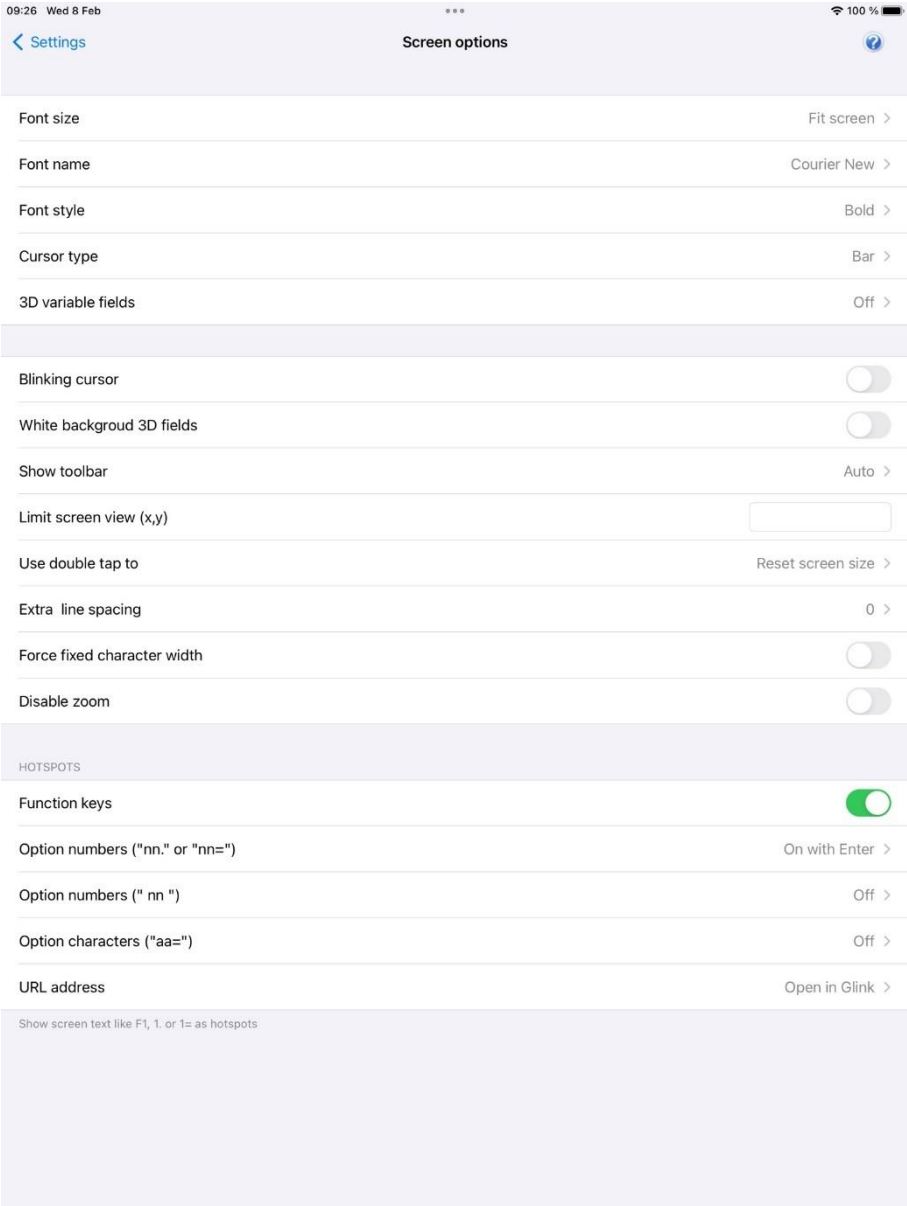 09:26 Wed 8 Feb 100 %
Settings Screen options ?
Font size Fit screen
Font name Courier New
Font style Bold
Cursor type Bar
3D variable fields Off
Blinking cursor
White backgroud 3D fields
Show toolbar Auto
Limit screen view (x,y)
Use double tap to Reset screen size
Extra  line spacing 0
Force fixed character width
Disable zoom
HOTSPOTS
Function keys
Option numbers ("nn." or "nn=") On with Enter
Option numbers (" nn ") Off
Option characters ("aa=") Off
URL address Open in Glink
Show screen text like F1, 1. or 1= as hotspots